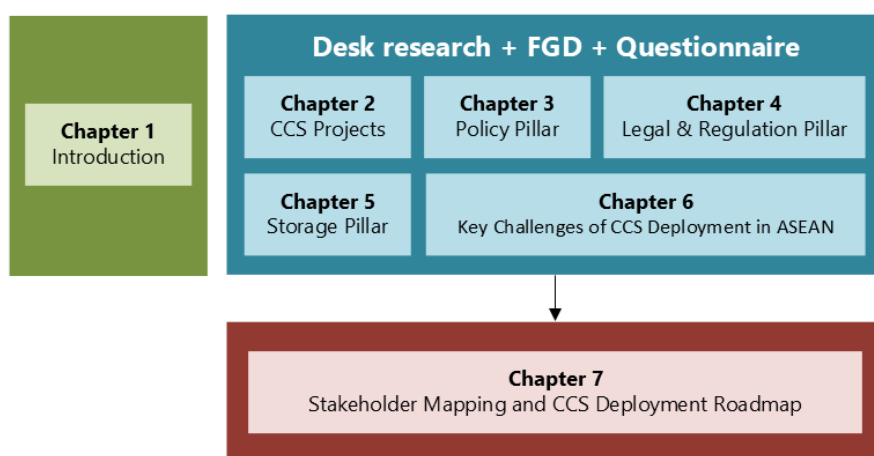 Desk research + FGD + Questionnaire
Chapter 1
Introduction
Chapter 2
CCS Projects
Chapter 3
Policy Pillar
Chapter 4
Legal & Regulation Pillar
Chapter 5
Storage Pillar
Chapter 6
Key Challenges of CCS Deployment in ASEAN
Chapter 7
Stakeholder Mapping and CCS Deployment Roadmap